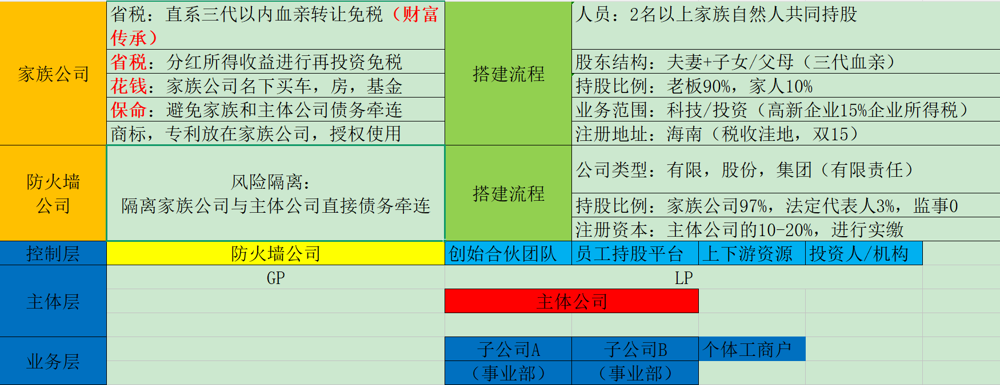 家族公司
省税：直系三代以内血亲转让免税（财富
传承）
省税：分红所得收益进行再投资免税
花钱：家族公司名下买车，房，基金
保命：避免家族和主体公司债务牵连
商标，专利放在家族公司，授权使用
搭建流程
人员：2名以上家族自然人共同持股
股东结构：夫妻+子女/父母（三代血亲）
持股比例：老板90%，家人10%
业务范围：科技/投资（高新企业15%企业所得税）
注册地址：海南（税收洼地，双15）
防火墙
公司
风险隔离：
隔离家族公司与主体公司直接债务牵连
搭建流程
公司类型：有限，股份，集团（有限责任）
持股比例：家族公司97%，法定代表人3%，监事0
注册资本：主体公司的10-20%，进行实缴
控制层
防火墙公司
创始合伙团队
员工持股平台
上下游资源
投资人/机构
主体层
GP
LP
主体公司
业务层
子公司A
子公司B
个体工商户
（事业部）
（事业部）